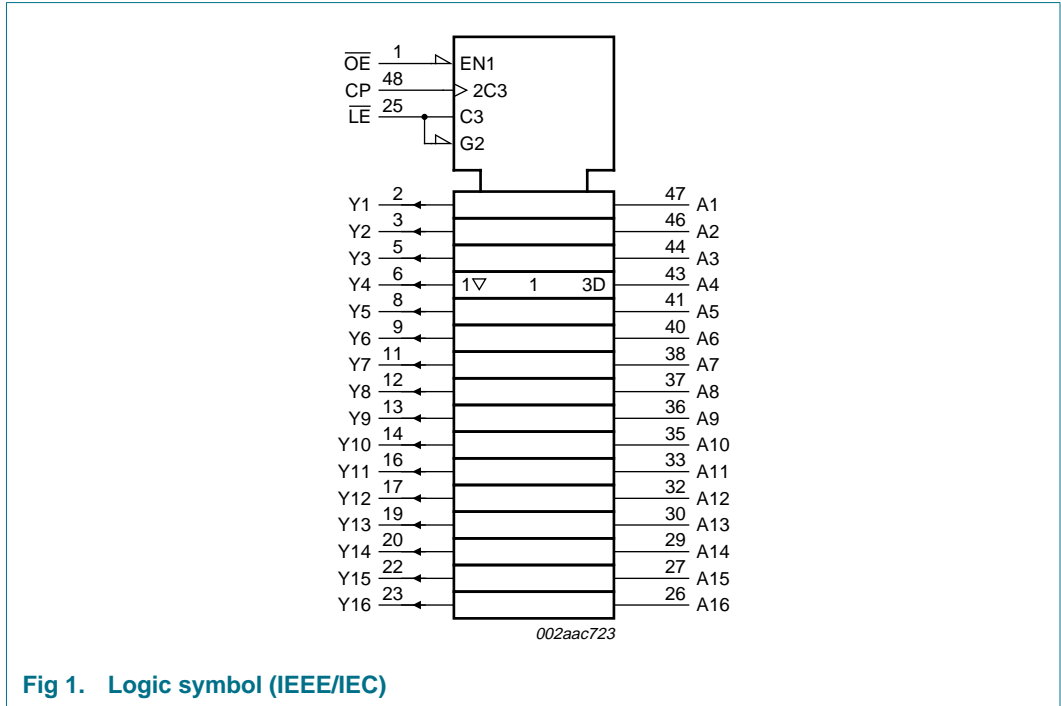 O̅E̅ 1 EN1
CP 48 2C3
L̅E̅ 25 C3
G2
Y1 2 47 A1
Y2 3 46 A2
Y3 5 44 A3
Y4 6 1▽ 1 3D 43 A4
Y5 8 41 A5
Y6 9 40 A6
Y7 11 38 A7
Y8 12 37 A8
Y9 13 36 A9
Y10 14 35 A10
Y11 16 33 A11
Y12 17 32 A12
Y13 19 30 A13
Y14 20 29 A14
Y15 22 27 A15
Y16 23 26 A16
002aac723
Fig 1. Logic symbol (IEEE/IEC)